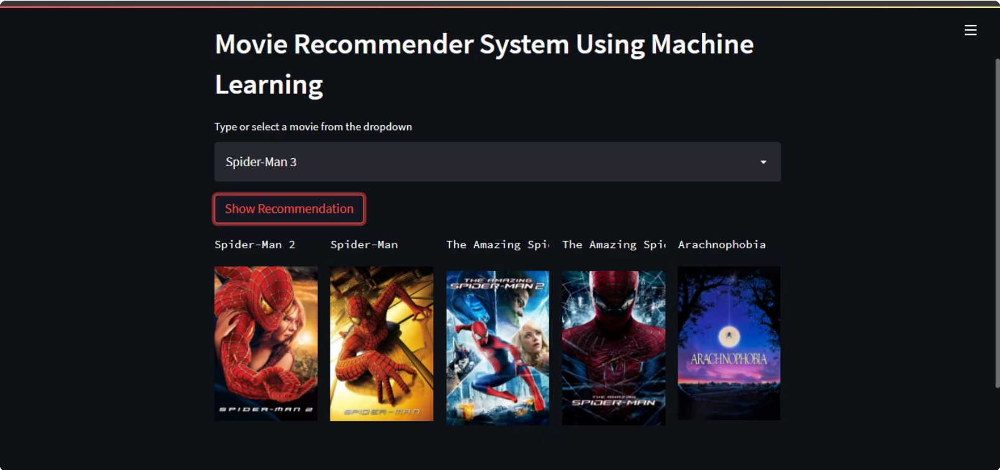 Movie Recommender System Using Machine
Learning
Type or select a movie from the dropdown
Spider-Man 3
Show Recommendation
Spider-Man 2
Spider-Man
The Amazing Spi
The Amazing Spi
Arachnophobia
SPIDER-MAN 2
SPIDER-MAN
THE AMAZING
SPIDER-MAN 2
THE AMAZING
SPIDER-MAN
ARACHNOPHOBIA